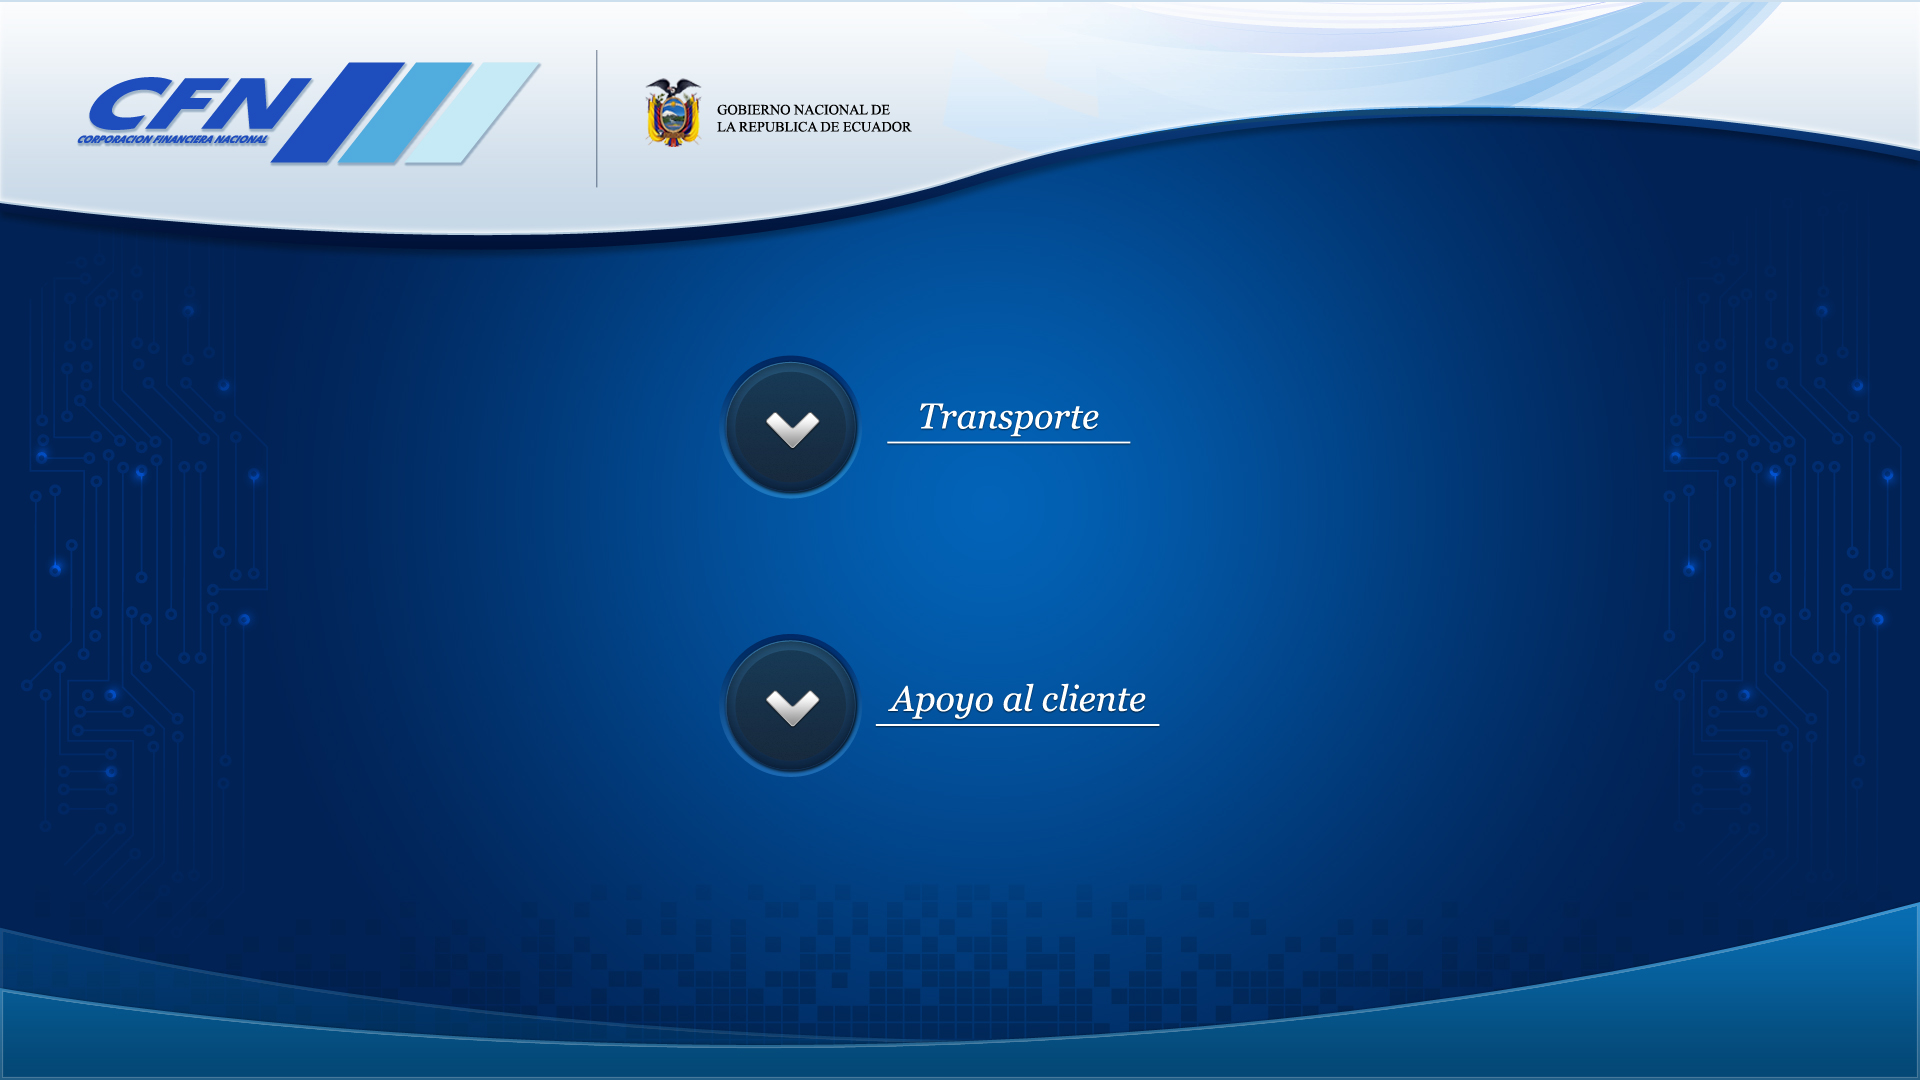 CFN
CORPORACION FINANCIERA NACIONAL
GOBIERNO NACIONAL DE
LA REPUBLICA DE ECUADOR
Transporte
Apoyo al cliente